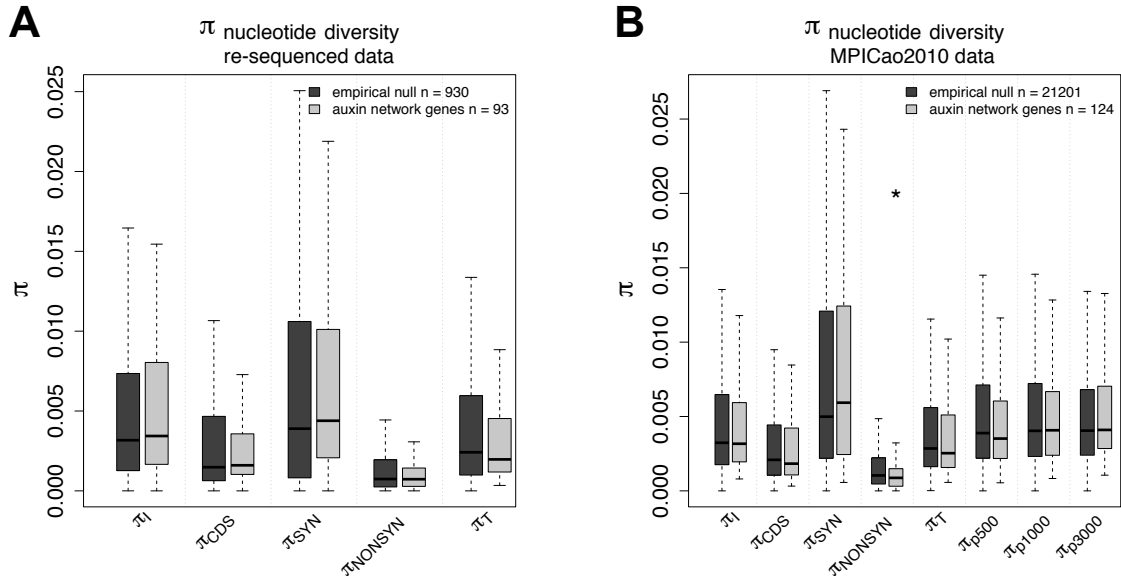 A
π nucleotide diversity
re-sequenced data
empirical null n = 930
auxin network genes n = 93
π
0.000 0.005 0.010 0.015 0.020 0.025
πI πCDS πSYN πNONSYN πT
B
π nucleotide diversity
MPICao2010 data
empirical null n = 21201
auxin network genes n = 124
*
π
0.000 0.005 0.010 0.015 0.020 0.025
πI πCDS πSYN πNONSYN πT πp500 πp1000 πp3000